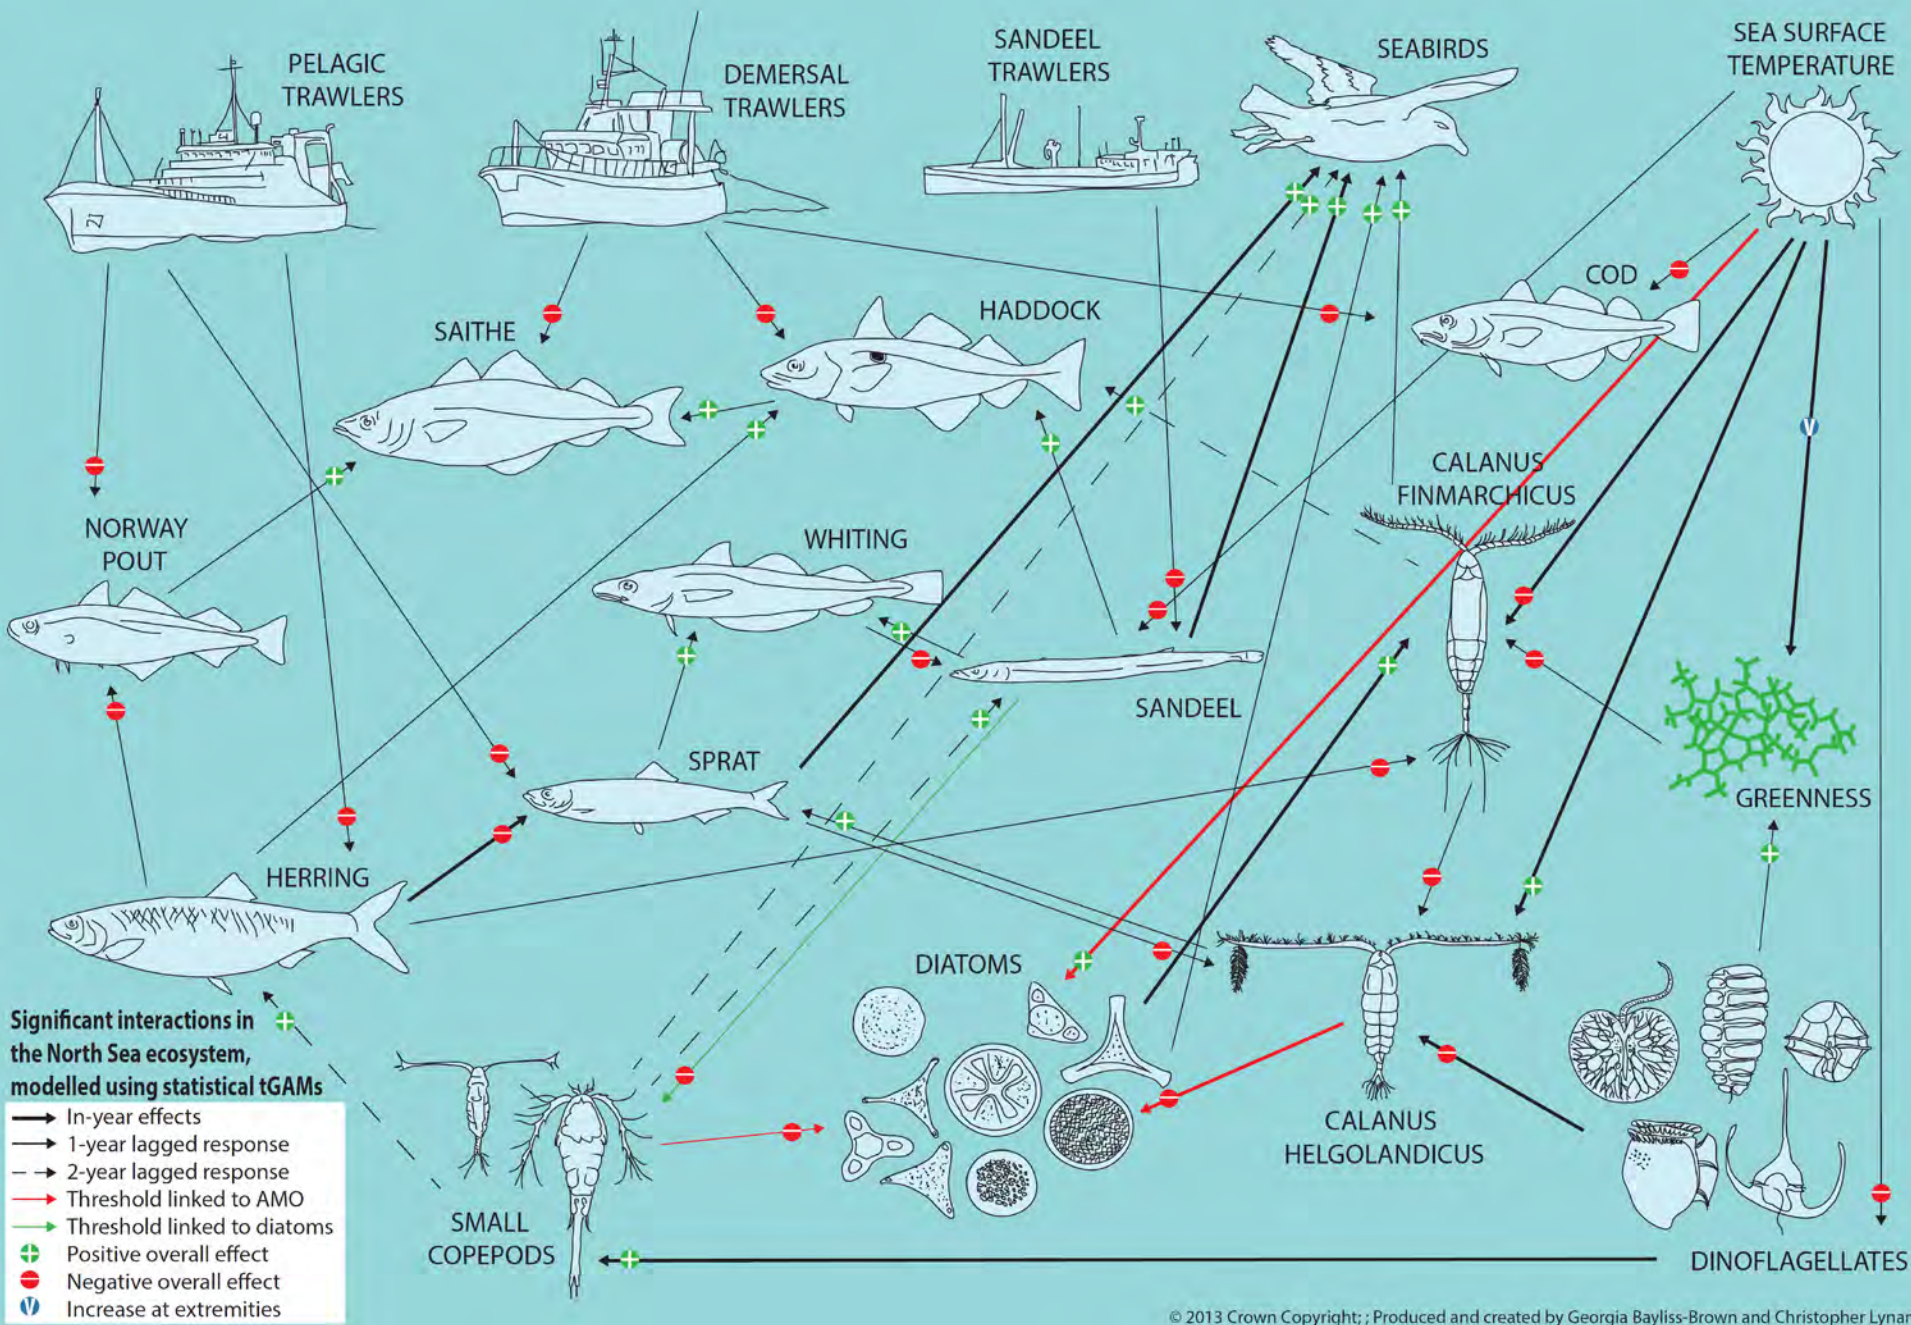 PELAGIC
TRAWLERS
DEMERSAL
TRAWLERS
SANDEEL
TRAWLERS
SEABIRDS
SEA SURFACE
TEMPERATURE
COD
HADDOCK
SAITHE
CALANUS
FINMARCHICUS
NORWAY
POUT
WHITING
SANDEEL
SPRAT
GREENNESS
HERRING
DIATOMS
CALANUS
HELGOLANDICUS
SMALL
COPEPODS
DINOFLAGELLATES
Significant interactions in
the North Sea ecosystem,
modelled using statistical tGAMs
In-year effects
1-year lagged response
2-year lagged response
Threshold linked to AMO
Threshold linked to diatoms
Positive overall effect
Negative overall effect
V Increase at extremities
V
© 2013 Crown Copyright; ; Produced and created by Georgia Bayliss-Brown and Christopher Lynam